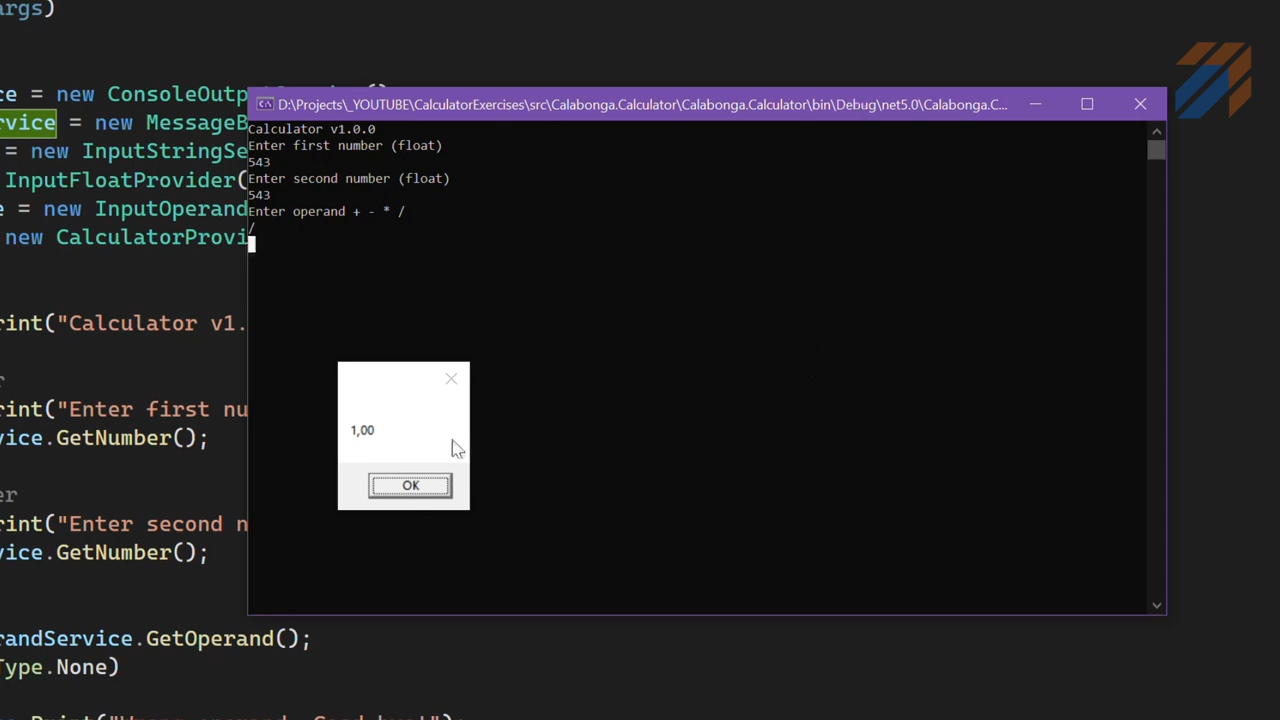 args)
ce = new ConsoleOutp
rvice = new MessageB
= new InputStringSe
InputFloatProvider(
e = new InputOperand
new CalculatorProvi
rint("Calculator v1.
r
rint("Enter first nu
vice.GetNumber();
er
rint("Enter second n
vice.GetNumber();
randService.GetOperand();
Type.None)
D:\Projects\_YOUTUBE\CalculatorExercises\src\Calabonga.Calculator\Calabonga.Calculator\bin\Debug\net5.0\Calabonga.C...
Calculator v1.0.0
Enter first number (float)
543
Enter second number (float)
543
Enter operand + - * /
/
1,00
OK